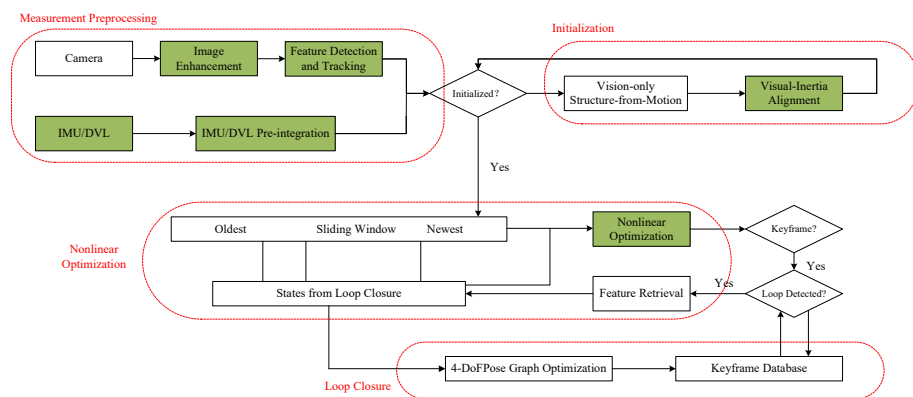 Measurement Preprocessing
Initialization
Camera
Image
Enhancement
Feature Detection
and Tracking
Initialized?
Vision-only
Structure-from-Motion
Visual-Inertia
Alignment
IMU/DVL
IMU/DVL Pre-integration
Yes
Oldest Sliding Window Newest
Nonlinear
Optimization
Keyframe?
Nonlinear
Optimization
Yes
States from Loop Closure
Feature Retrieval
Yes
Loop Detected?
4-DoFPose Graph Optimization
Keyframe Database
Loop Closure